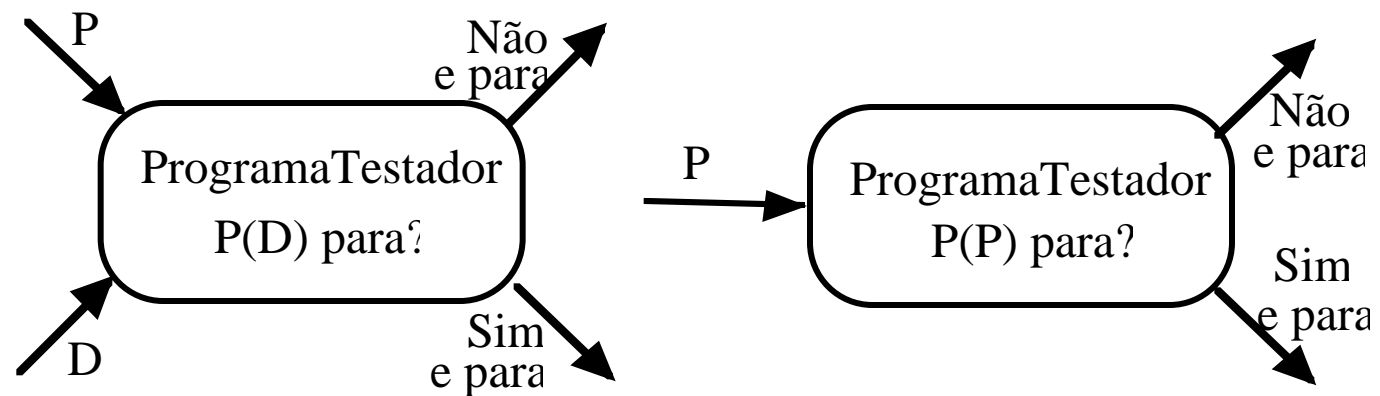 P
Não
e para
ProgramaTestador
P(D) para?
D
Sim
e para
P
ProgramaTestador
P(P) para?
Não
e para
Sim
e para